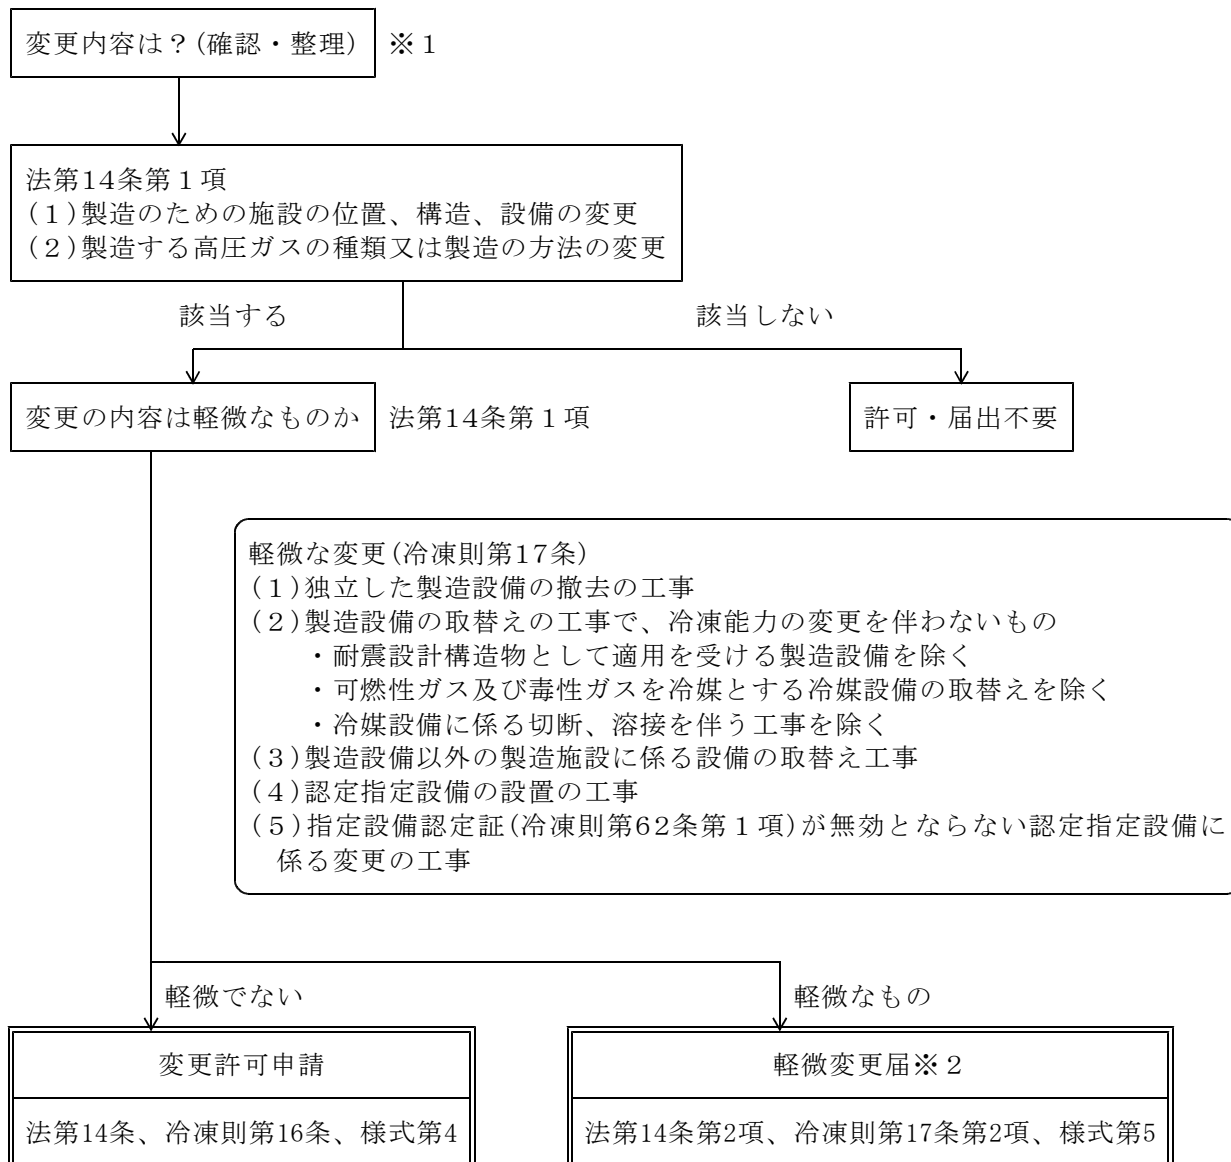 変更内容は？(確認・整理) ※１
法第14条第１項
(１)製造のための施設の位置、構造、設備の変更
(２)製造する高圧ガスの種類又は製造の方法の変更
該当する 該当しない
変更の内容は軽微なものか 法第14条第１項 許可・届出不要
軽微な変更(冷凍則第17条)
(１)独立した製造設備の撤去の工事
(２)製造設備の取替えの工事で、冷凍能力の変更を伴わないもの
・耐震設計構造物として適用を受ける製造設備を除く
・可燃性ガス及び毒性ガスを冷媒とする冷媒設備の取替えを除く
・冷媒設備に係る切断、溶接を伴う工事を除く
(３)製造設備以外の製造施設に係る設備の取替え工事
(４)認定指定設備の設置の工事
(５)指定設備認定証(冷凍則第62条第１項)が無効とならない認定指定設備に
係る変更の工事
軽微でない 軽微なもの
変更許可申請 軽微変更届※２
法第14条、冷凍則第16条、様式第4 法第14条第2項、冷凍則第17条第2項、様式第5